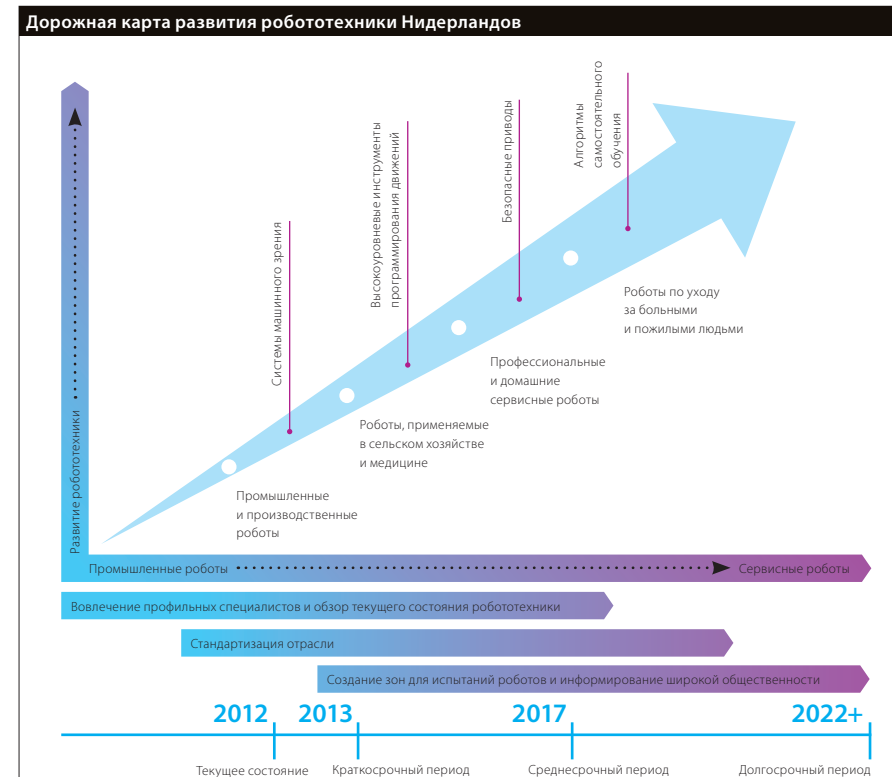 Дорожная карта развития робототехники Нидерландов
Развитие робототехники
Системы машинного зрения
Высокоуровневые инструменты
программирования движений
Безопасные приводы
Алгоритмы
самостоятельного
обучения
Роботы по уходу
за больными
и пожилыми людьми
Профессиональные
и домашние
сервисные роботы
Роботы, применяемые
в сельском хозяйстве
и медицине
Промышленные
и производственные
роботы
Промышленные роботы
Сервисные роботы
Вовлечение профильных специалистов и обзор текущего состояния робототехники
Стандартизация отрасли
Создание зон для испытаний роботов и информирование широкой общественности
2012
2013
2017
2022+
Текущее состояние
Краткосрочный период
Среднесрочный период
Долгосрочный период